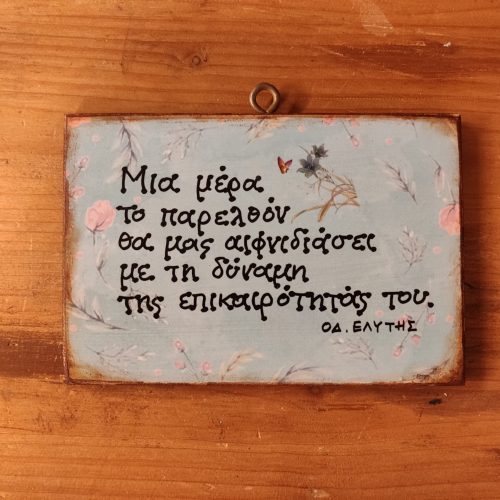 Μια μέρα
το παρελθόν
θα μας αιφνιδιάσει
με τη δύναμη
της επικαιρότητάς του.
ΟΔ. ΕΛΥΤΗΣ